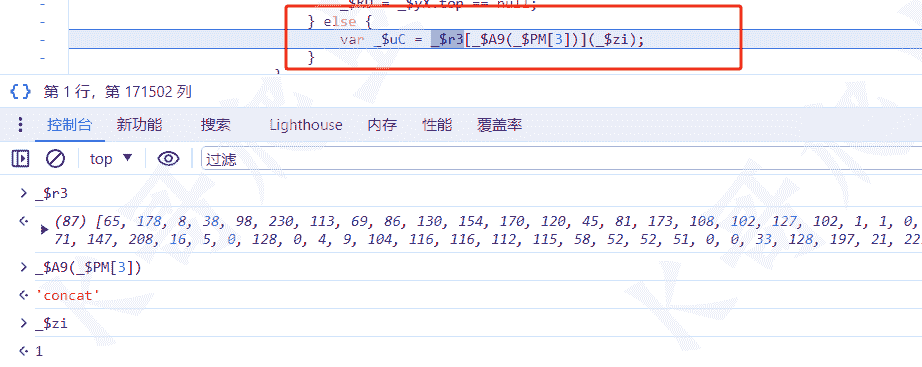 _$RD = _$yX.top == null;
} else {
var _$uC = _$r3[_$A9(_$PM[3])](_$zi);
}
{} 第 1 行，第 171502 列
控制台 新功能 搜索 Lighthouse 内存 性能 覆盖率
top ▼ 过滤
> _$r3
(87) [65, 178, 8, 38, 98, 230, 113, 69, 86, 130, 154, 170, 120, 45, 81, 173, 108, 102, 127, 102, 1, 1, 0,
71, 147, 208, 16, 5, 0, 128, 0, 4, 9, 104, 116, 116, 112, 115, 58, 52, 52, 51, 0, 0, 33, 128, 197, 21, 22
> _$A9(_$PM[3])
'concat'
> _$zi
1